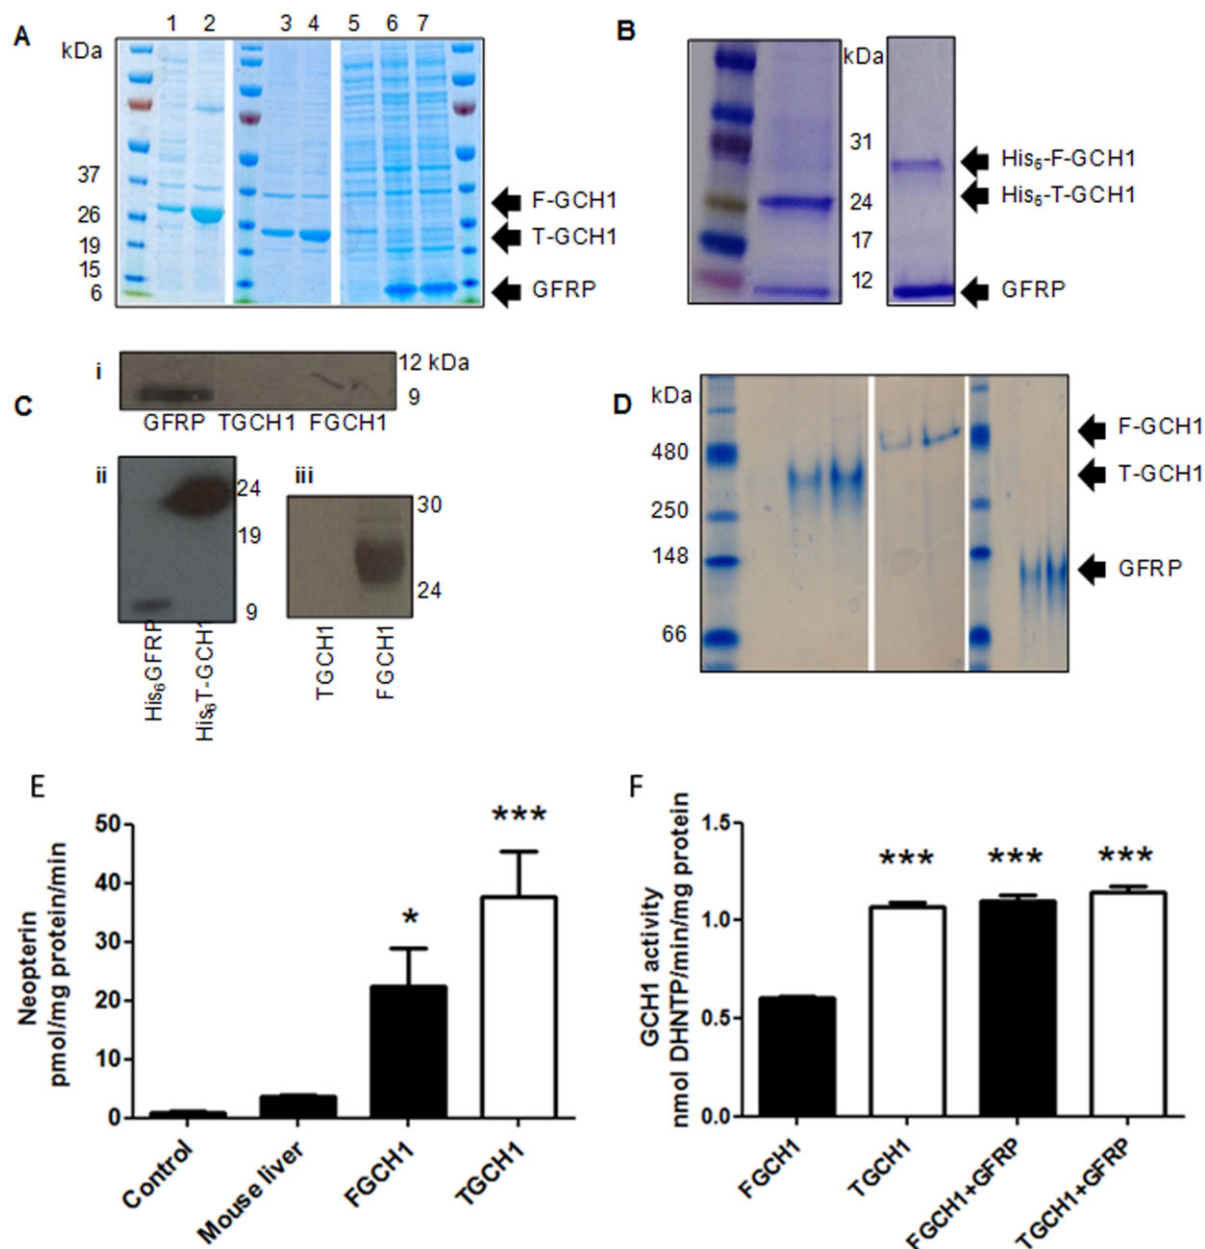 A
kDa
1 2 3 4 5 6 7
37
26
19
15
6
F-GCH1
T-GCH1
GFRP
B
kDa
31
24
17
12
His₆-F-GCH1
His₆-T-GCH1
GFRP
C
i
12 kDa
9
GFRP TGCH1 FGCH1
ii
24
19
9
His₆GFRP
His₆T-GCH1
iii
30
24
TGCH1
FGCH1
D
kDa
480
250
148
66
F-GCH1
T-GCH1
GFRP
E
Neopterin
pmol/mg protein/min
50
40
30
20
10
0
*
***
Control
Mouse liver
FGCH1
TGCH1
F
GCH1 activity
nmol DHNTP/min/mg protein
1.5
1.0
0.5
0.0
*** *** ***
FGCH1
TGCH1
FGCH1+GFRP
TGCH1+GFRP